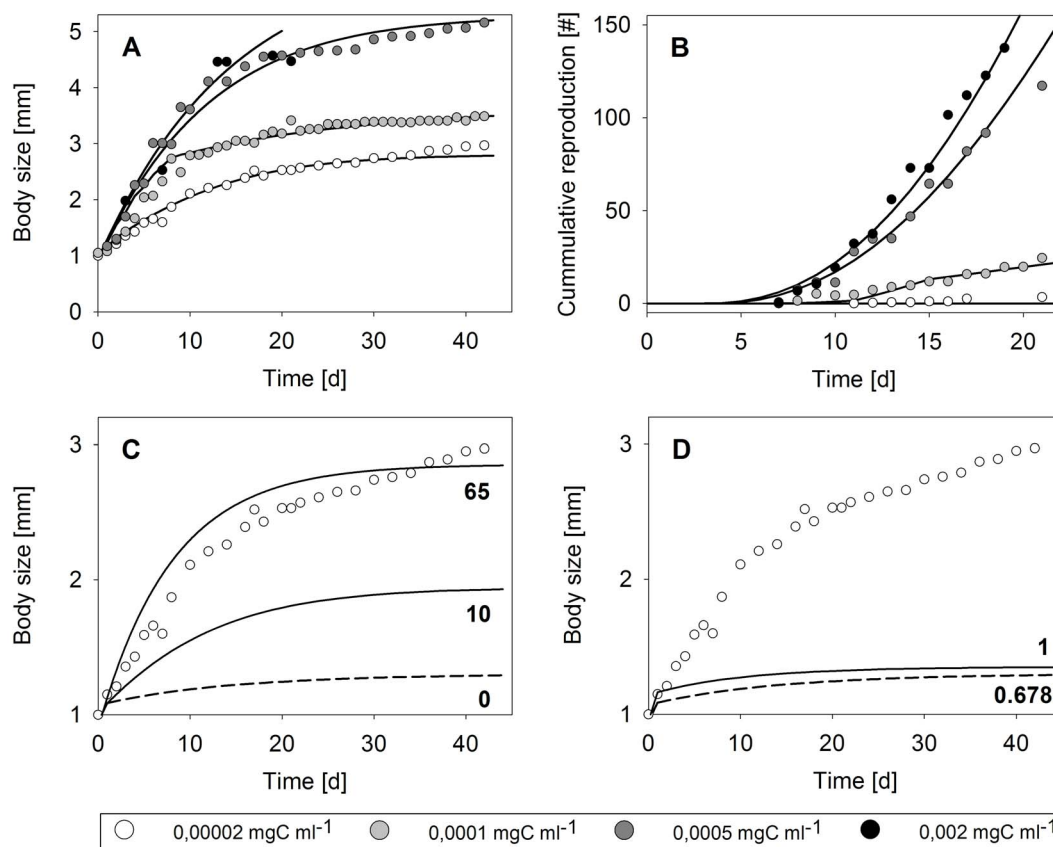 A
Body size [mm]
5
4
3
2
1
0
0 10 20 30 40
Time [d]
B
Cummulative reproduction [#]
150
100
50
0
0 5 10 15 20
Time [d]
C
Body size [mm]
3
2
1
65
10
0
0 10 20 30 40
Time [d]
D
Body size [mm]
3
2
1
1
0.678
0 10 20 30 40
Time [d]
0,00002 mgC ml-1 0,0001 mgC ml-1 0,0005 mgC ml-1 0,002 mgC ml-1